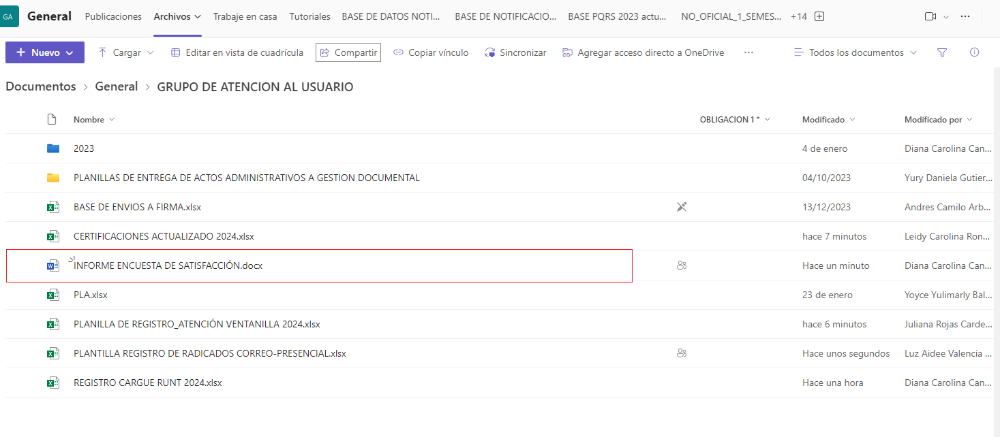 GA General Publicaciones Archivos Trabaje en casa Tutoriales BASE DE DATOS NOTI... BASE DE NOTIFICACIO... BASE PQRS 2023 actu... NO_OFICIAL_1_SEMES... +14
Nuevo Cargar Editar en vista de cuadrícula Compartir Copiar vínculo Sincronizar Agregar acceso directo a OneDrive ... Todos los documentos
Documentos > General > GRUPO DE ATENCION AL USUARIO
Nombre OBLIGACION 1 * Modificado Modificado por
2023 4 de enero Diana Carolina Can...
PLANILLAS DE ENTREGA DE ACTOS ADMINISTRATIVOS A GESTION DOCUMENTAL 04/10/2023 Yury Daniela Gutier...
BASE DE ENVIOS A FIRMA.xlsx 13/12/2023 Andres Camilo Arb...
CERTIFICACIONES ACTUALIZADO 2024.xlsx hace 7 minutos Leidy Carolina Ron...
INFORME ENCUESTA DE SATISFACCIÓN.docx Hace un minuto Diana Carolina Can...
PLA.xlsx 23 de enero Yoyce Yulimarly Bal...
PLANILLA DE REGISTRO_ATENCIÓN VENTANILLA 2024.xlsx hace 6 minutos Juliana Rojas Carde...
PLANTILLA REGISTRO DE RADICADOS CORREO-PRESENCIAL.xlsx Hace unos segundos Luz Aidee Valencia ...
REGISTRO CARGUE RUNT 2024.xlsx Hace una hora Diana Carolina Can...